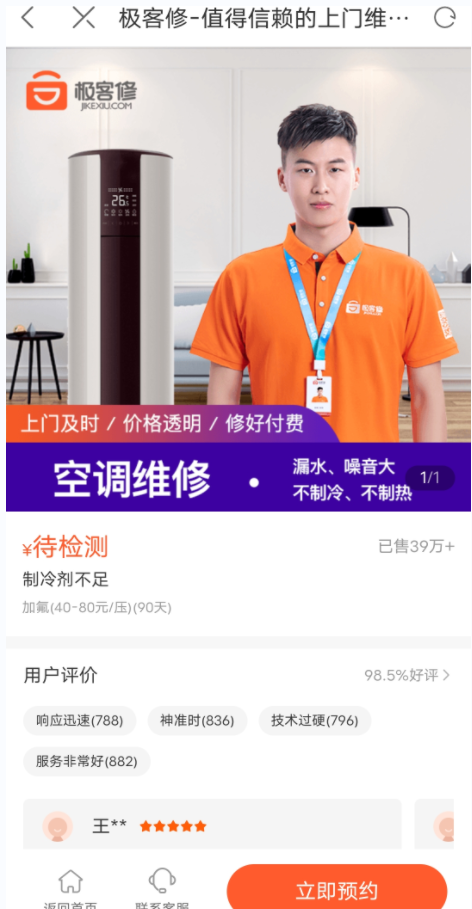 极客修-值得信赖的上门维···
极客修
JIKEXIU.COM
26
极客修
上门及时 / 价格透明 / 修好付费
空调维修
·
漏水、噪音大
不制冷、不制热
1/1
¥待检测
已售39万+
制冷剂不足
加氟(40-80元/压)(90天)
用户评价
98.5%好评
响应迅速(788)
神准时(836)
技术过硬(796)
服务非常好(882)
王**
返回首页
联系客服
立即预约